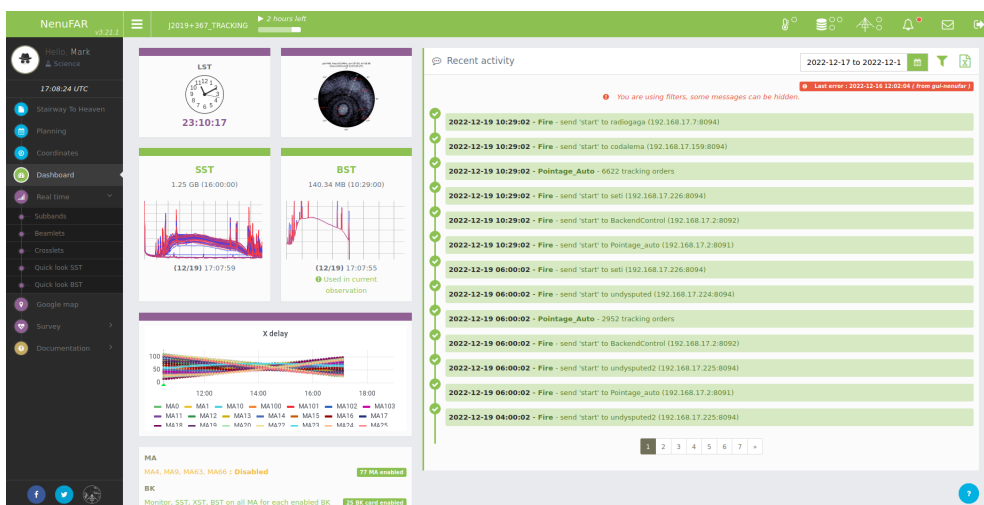 NenuFAR
v3.21.1
J2019+367_TRACKING
2 hours left
Hello, Mark
Science
17:08:24 UTC
Stairway To Heaven
Planning
Coordinates
Dashboard
Real time
Subbands
Beamlets
Crosslets
Quick look SST
Quick look BST
Google map
Survey
Documentation
LST
23:10:17
SST
1.25 GB (16:00:00)
(12/19) 17:07:59
BST
140.34 MB (10:29:00)
(12/19) 17:07:55
Used in current
observation
X delay
100
50
0
12:00 14:00 16:00 18:00
MA0 MA1 MA10 MA100 MA101 MA102 MA103
MA11 MA12 MA13 MA14 MA15 MA16 MA17
MA18 MA19 MA20 MA22 MA23 MA24 MA25
MA
MA4, MA9, MA63, MA66 : Disabled
77 MA enabled
BK
Monitor, SST, XST, BST on all MA for each enabled BK
25 BK card enabled
Recent activity
2022-12-17 to 2022-12-1
Last error : 2022-12-16 12:02:04 ( from gui-nenufar )
You are using filters, some messages can be hidden.
2022-12-19 10:29:02 - Fire - send 'start' to radiogaga (192.168.17.7:8094)
2022-12-19 10:29:02 - Fire - send 'start' to codalema (192.168.17.159:8094)
2022-12-19 10:29:02 - Pointage_Auto - 6622 tracking orders
2022-12-19 10:29:02 - Fire - send 'start' to seti (192.168.17.226:8094)
2022-12-19 10:29:02 - Fire - send 'start' to BackendControl (192.168.17.2:8092)
2022-12-19 10:29:02 - Fire - send 'start' to Pointage_auto (192.168.17.2:8091)
2022-12-19 06:00:02 - Fire - send 'start' to seti (192.168.17.226:8094)
2022-12-19 06:00:02 - Fire - send 'start' to undysputed (192.168.17.224:8094)
2022-12-19 06:00:02 - Pointage_Auto - 2952 tracking orders
2022-12-19 06:00:02 - Fire - send 'start' to BackendControl (192.168.17.2:8092)
2022-12-19 06:00:02 - Fire - send 'start' to undysputed2 (192.168.17.225:8094)
2022-12-19 06:00:02 - Fire - send 'start' to Pointage_auto (192.168.17.2:8091)
2022-12-19 04:00:02 - Fire - send 'start' to undysputed2 (192.168.17.225:8094)
1 2 3 4 5 6 7 »